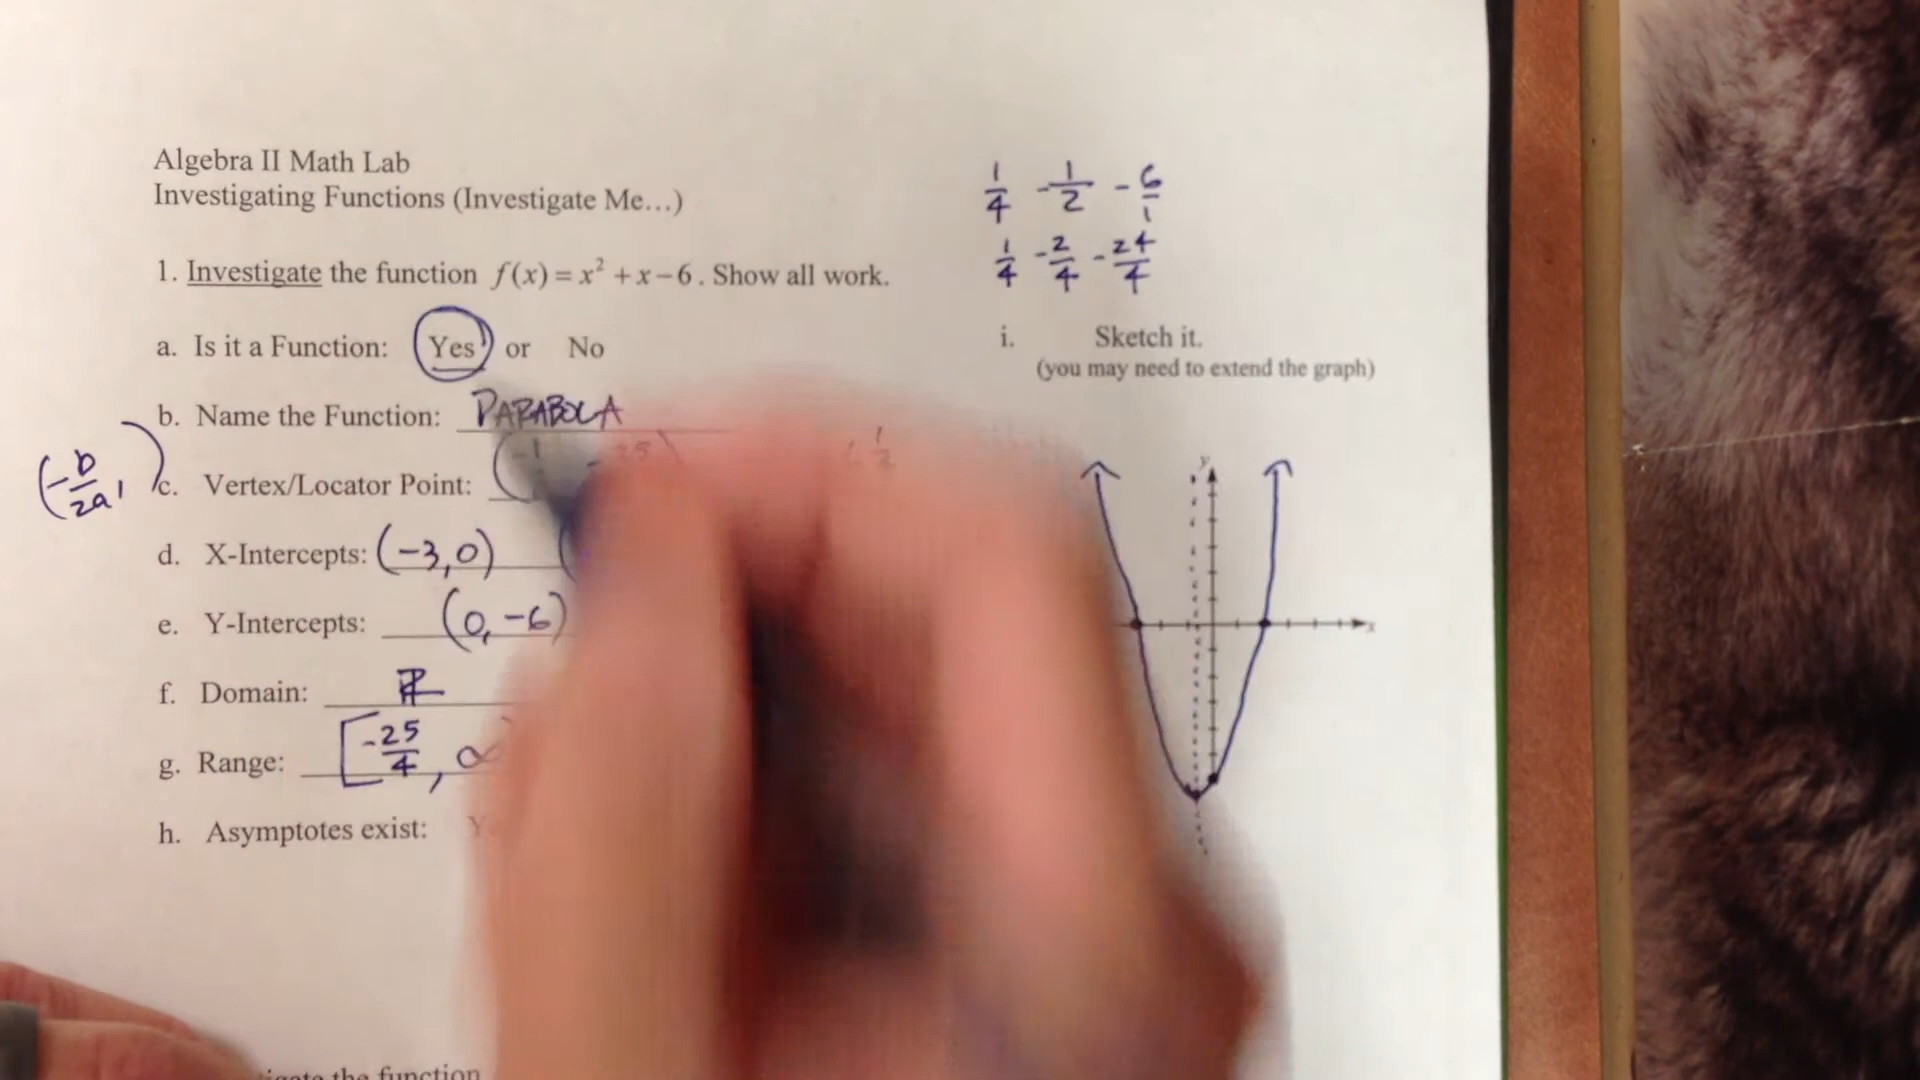 Algebra II Math Lab
Investigating Functions (Investigate Me…)
1. Investigate the function f(x) = x² + x − 6. Show all work.
a. Is it a Function: Yes or No
b. Name the Function: PARABOLA
(-b/2a, )
c. Vertex/Locator Point:
d. X-Intercepts: (-3,0)
e. Y-Intercepts: (0,-6)
f. Domain: R
g. Range: [-25/4, ∞
h. Asymptotes exist:
the function
1/4 - 1/2 - 6/1
1/4 - 2/4 - 24/4
i. Sketch it.
(you may need to extend the graph)
y
x